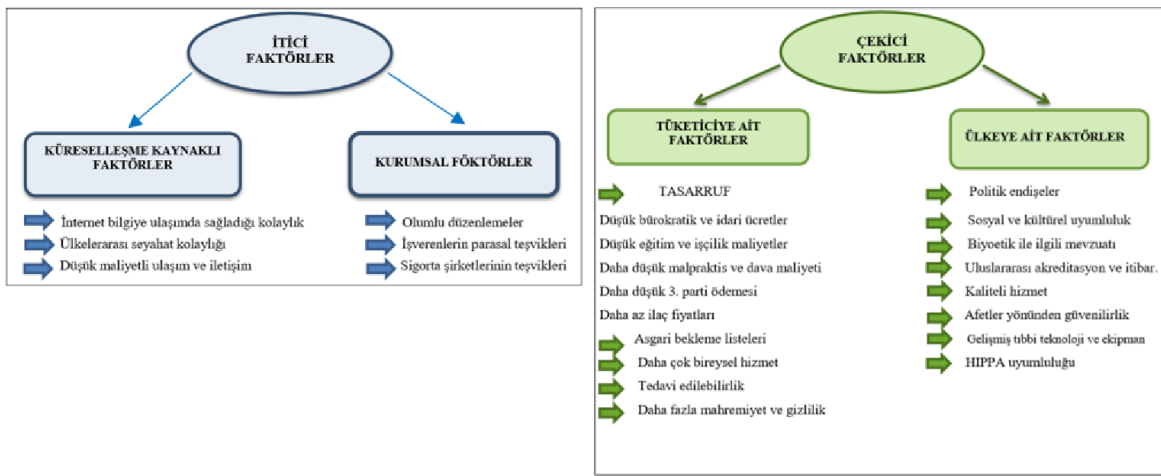 İTİCİ
FAKTÖRLER
KÜRESELLEŞME KAYNAKLI
FAKTÖRLER
KURUMSAL FÖKTÖRLER
İnternet bilgiye ulaşımda sağladığı kolaylık
Ülkelerarası seyahat kolaylığı
Düşük maliyetli ulaşım ve iletişim
Olumlu düzenlemeler
İşverenlerin parasal teşvikleri
Sigorta şirketlerinin teşvikleri
ÇEKİCİ
FAKTÖRLER
TÜKETİCİYE AİT
FAKTÖRLER
ÜLKEYE AİT FAKTÖRLER
TASARRUF
Düşük bürokratik ve idari ücretler
Düşük eğitim ve işçilik maliyetler
Daha düşük malpraktis ve dava maliyeti
Daha düşük 3. parti ödemesi
Daha az ilaç fiyatları
Asgari bekleme listeleri
Daha çok bireysel hizmet
Tedavi edilebilirlik
Daha fazla mahremiyet ve gizlilik
Politik endişeler
Sosyal ve kültürel uyumluluk
Biyoetik ile ilgili mevzuatı
Uluslararası akreditasyon ve itibar.
Kaliteli hizmet
Afetler yönünden güvenilirlik
Gelişmiş tıbbi teknoloji ve ekipman
HIPPA uyumluluğu